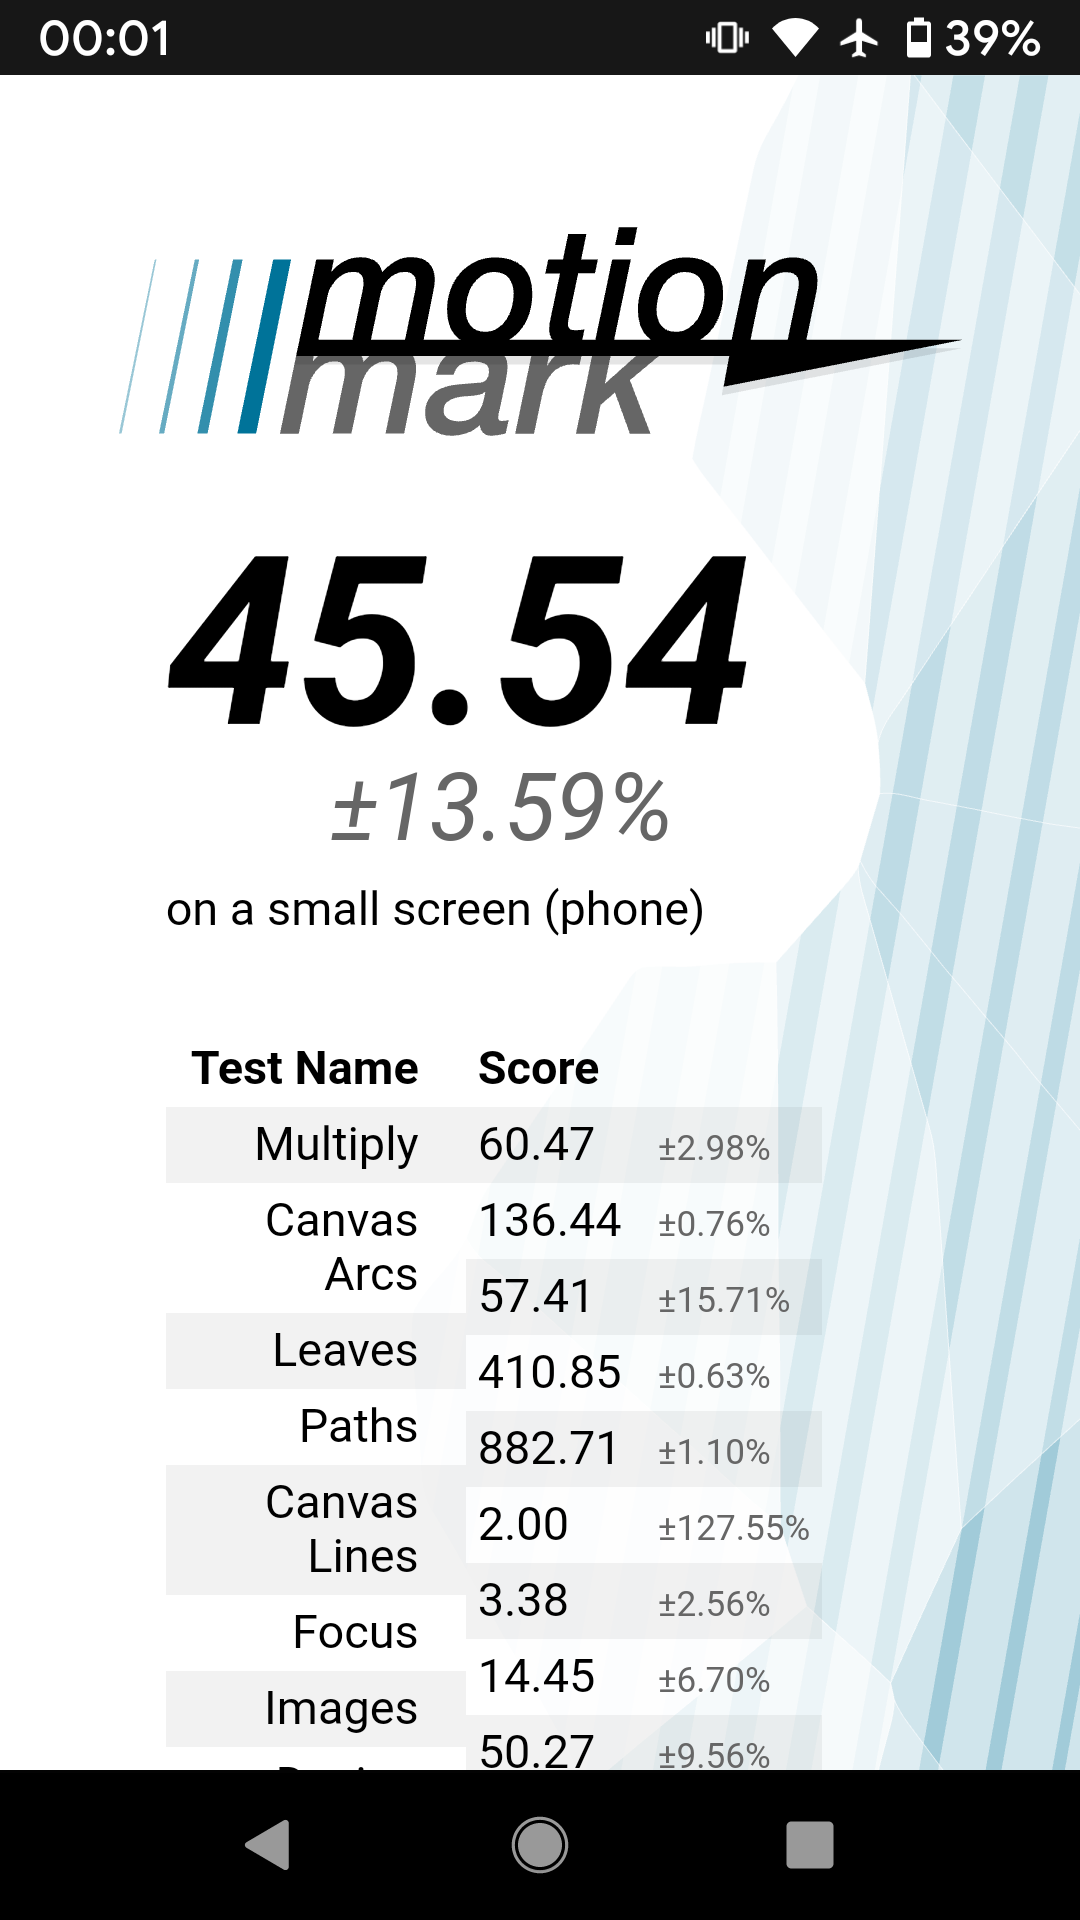 00:01 39%
motion
mark
45.54
±13.59%
on a small screen (phone)
Test Name Score
Multiply 60.47 ±2.98%
Canvas 136.44 ±0.76%
Arcs
57.41 ±15.71%
Leaves
410.85 ±0.63%
Paths
882.71 ±1.10%
Canvas
2.00 ±127.55%
Lines
3.38 ±2.56%
Focus
14.45 ±6.70%
Images
50.27 ±9.56%